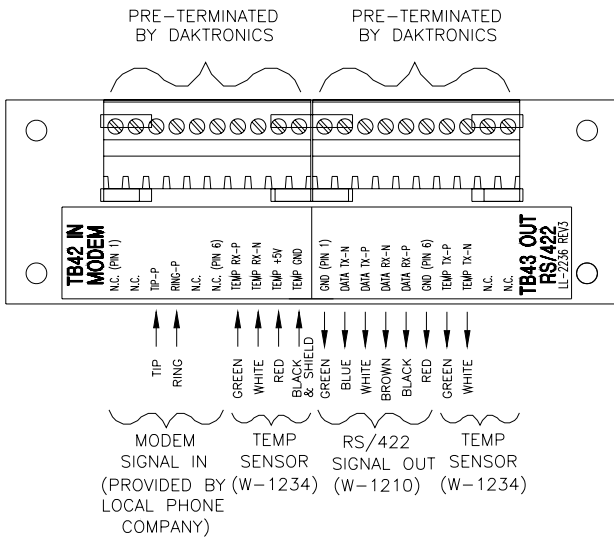 PRE-TERMINATED
BY DAKTRONICS
PRE-TERMINATED
BY DAKTRONICS
TB42 IN
MODEM
N.C. (PIN 1)
N.C.
TIP-P
RING-P
N.C.
N.C. (PIN 6)
TEMP RX-P
TEMP RX-N
TEMP +5V
TEMP GND
GND (PIN 1)
DATA TX-N
DATA TX-P
DATA RX-N
DATA RX-P
GND (PIN 6)
TEMP TX-P
TEMP TX-N
N.C.
N.C.
TB43 OUT
RS/422
LL-2236 REV3
TIP
RING
GREEN
WHITE
RED
BLACK
& SHIELD
GREEN
BLUE
WHITE
BROWN
BLACK
RED
GREEN
WHITE
MODEM
SIGNAL IN
(PROVIDED BY
LOCAL PHONE
COMPANY)
TEMP
SENSOR
(W-1234)
RS/422
SIGNAL OUT
(W-1210)
TEMP
SENSOR
(W-1234)